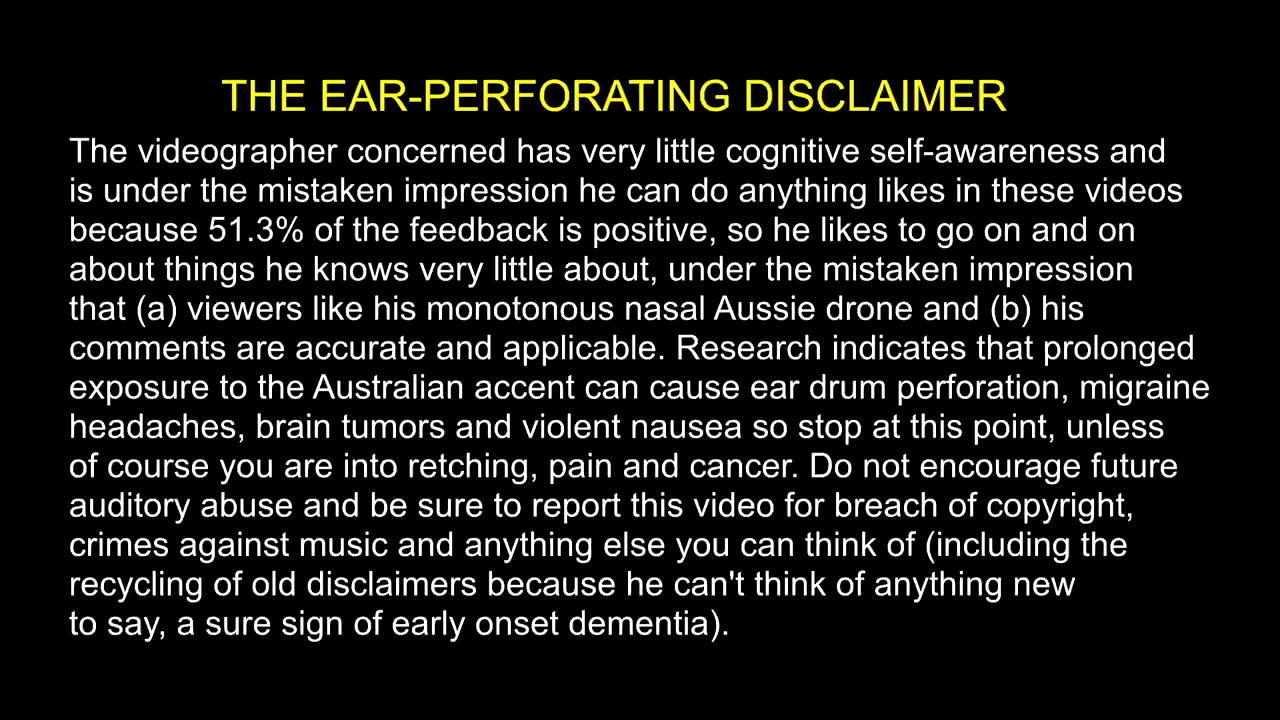 THE EAR-PERFORATING DISCLAIMER
The videographer concerned has very little cognitive self-awareness and
is under the mistaken impression he can do anything likes in these videos
because 51.3% of the feedback is positive, so he likes to go on and on
about things he knows very little about, under the mistaken impression
that (a) viewers like his monotonous nasal Aussie drone and (b) his
comments are accurate and applicable. Research indicates that prolonged
exposure to the Australian accent can cause ear drum perforation, migraine
headaches, brain tumors and violent nausea so stop at this point, unless
of course you are into retching, pain and cancer. Do not encourage future
auditory abuse and be sure to report this video for breach of copyright,
crimes against music and anything else you can think of (including the
recycling of old disclaimers because he can't think of anything new
to say, a sure sign of early onset dementia).